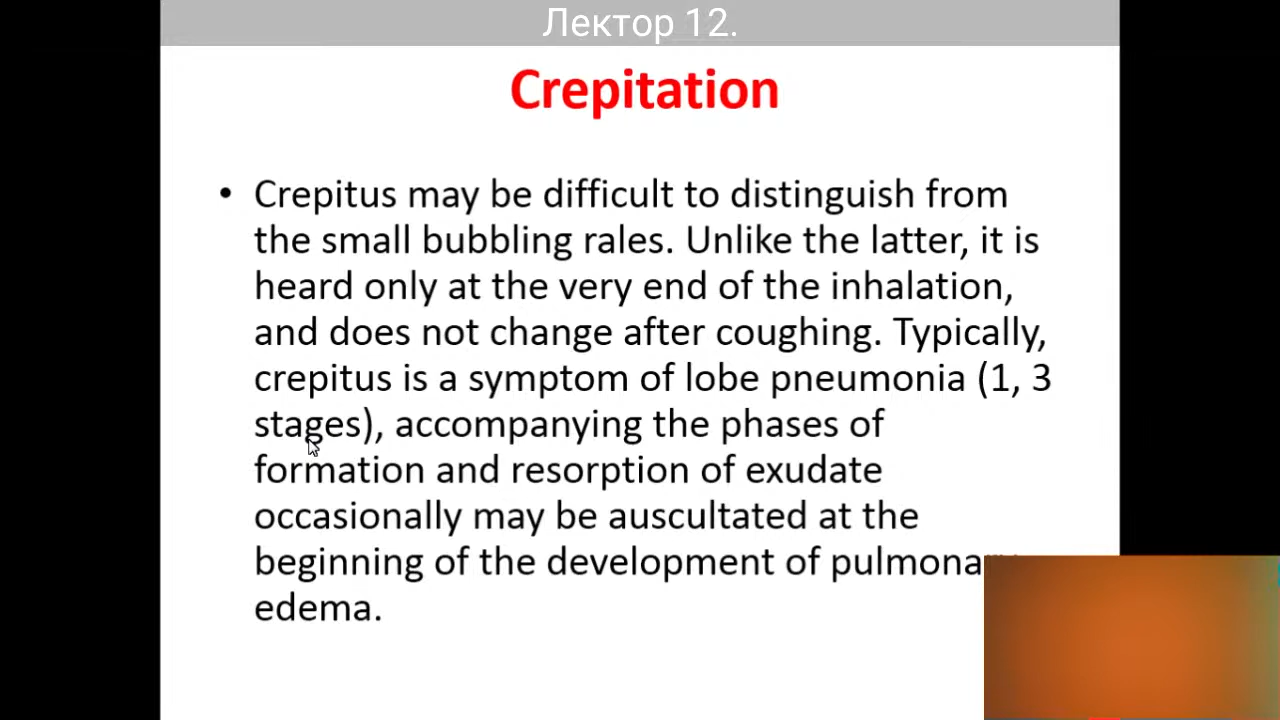 Лектор 12.
Crepitation
• Crepitus may be difficult to distinguish from
the small bubbling rales. Unlike the latter, it is
heard only at the very end of the inhalation,
and does not change after coughing. Typically,
crepitus is a symptom of lobe pneumonia (1, 3
stages), accompanying the phases of
formation and resorption of exudate
occasionally may be auscultated at the
beginning of the development of pulmonary
edema.